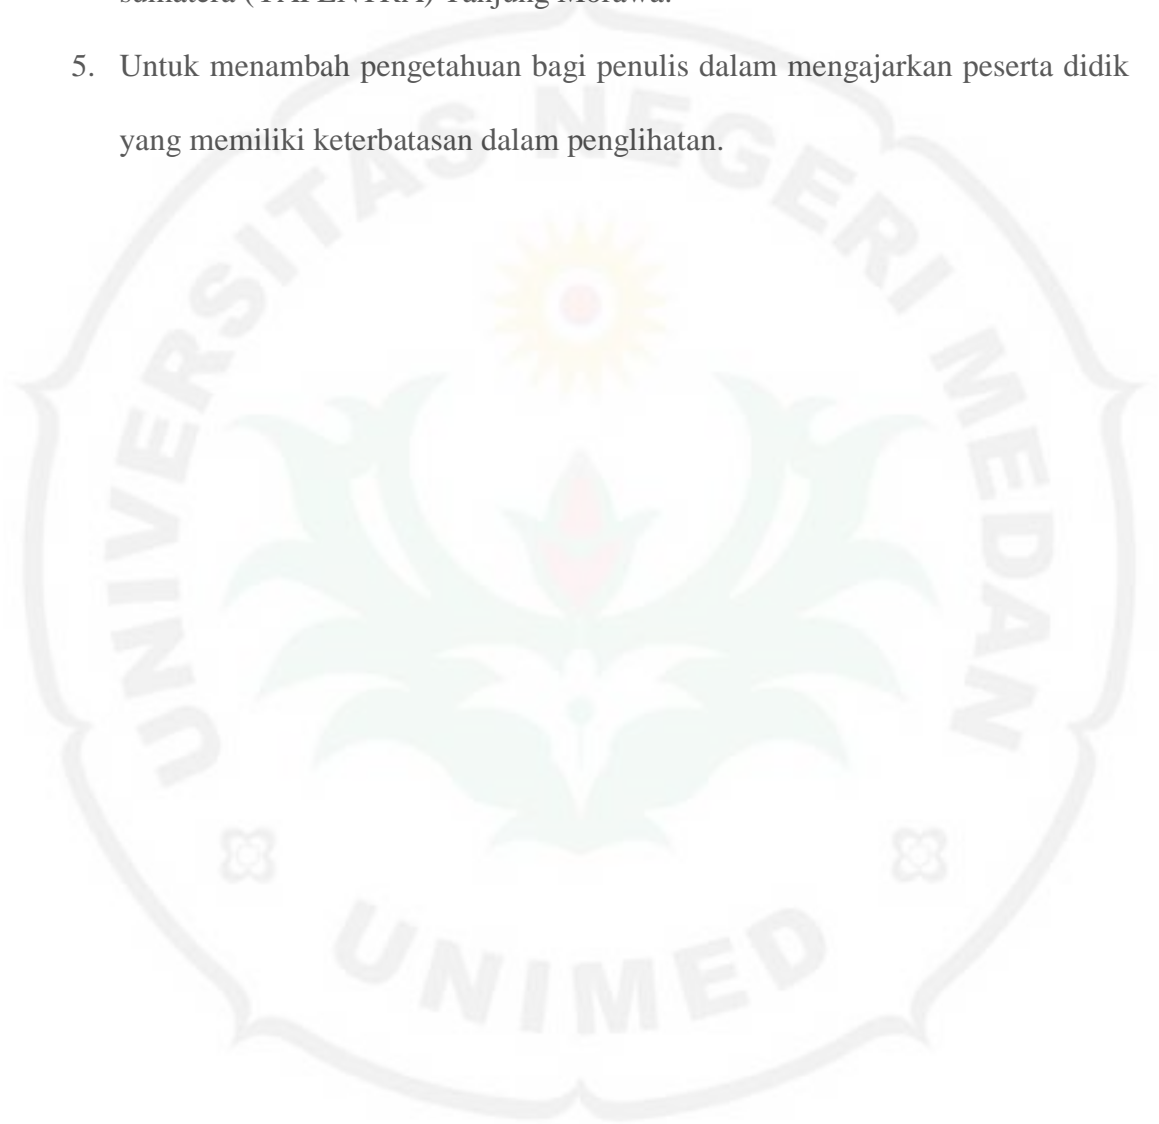 5. Untuk menambah pengetahuan bagi penulis dalam mengajarkan peserta didik
yang memiliki keterbatasan dalam penglihatan.
UNIVERSITAS NEGERI MEDAN
UNIMED